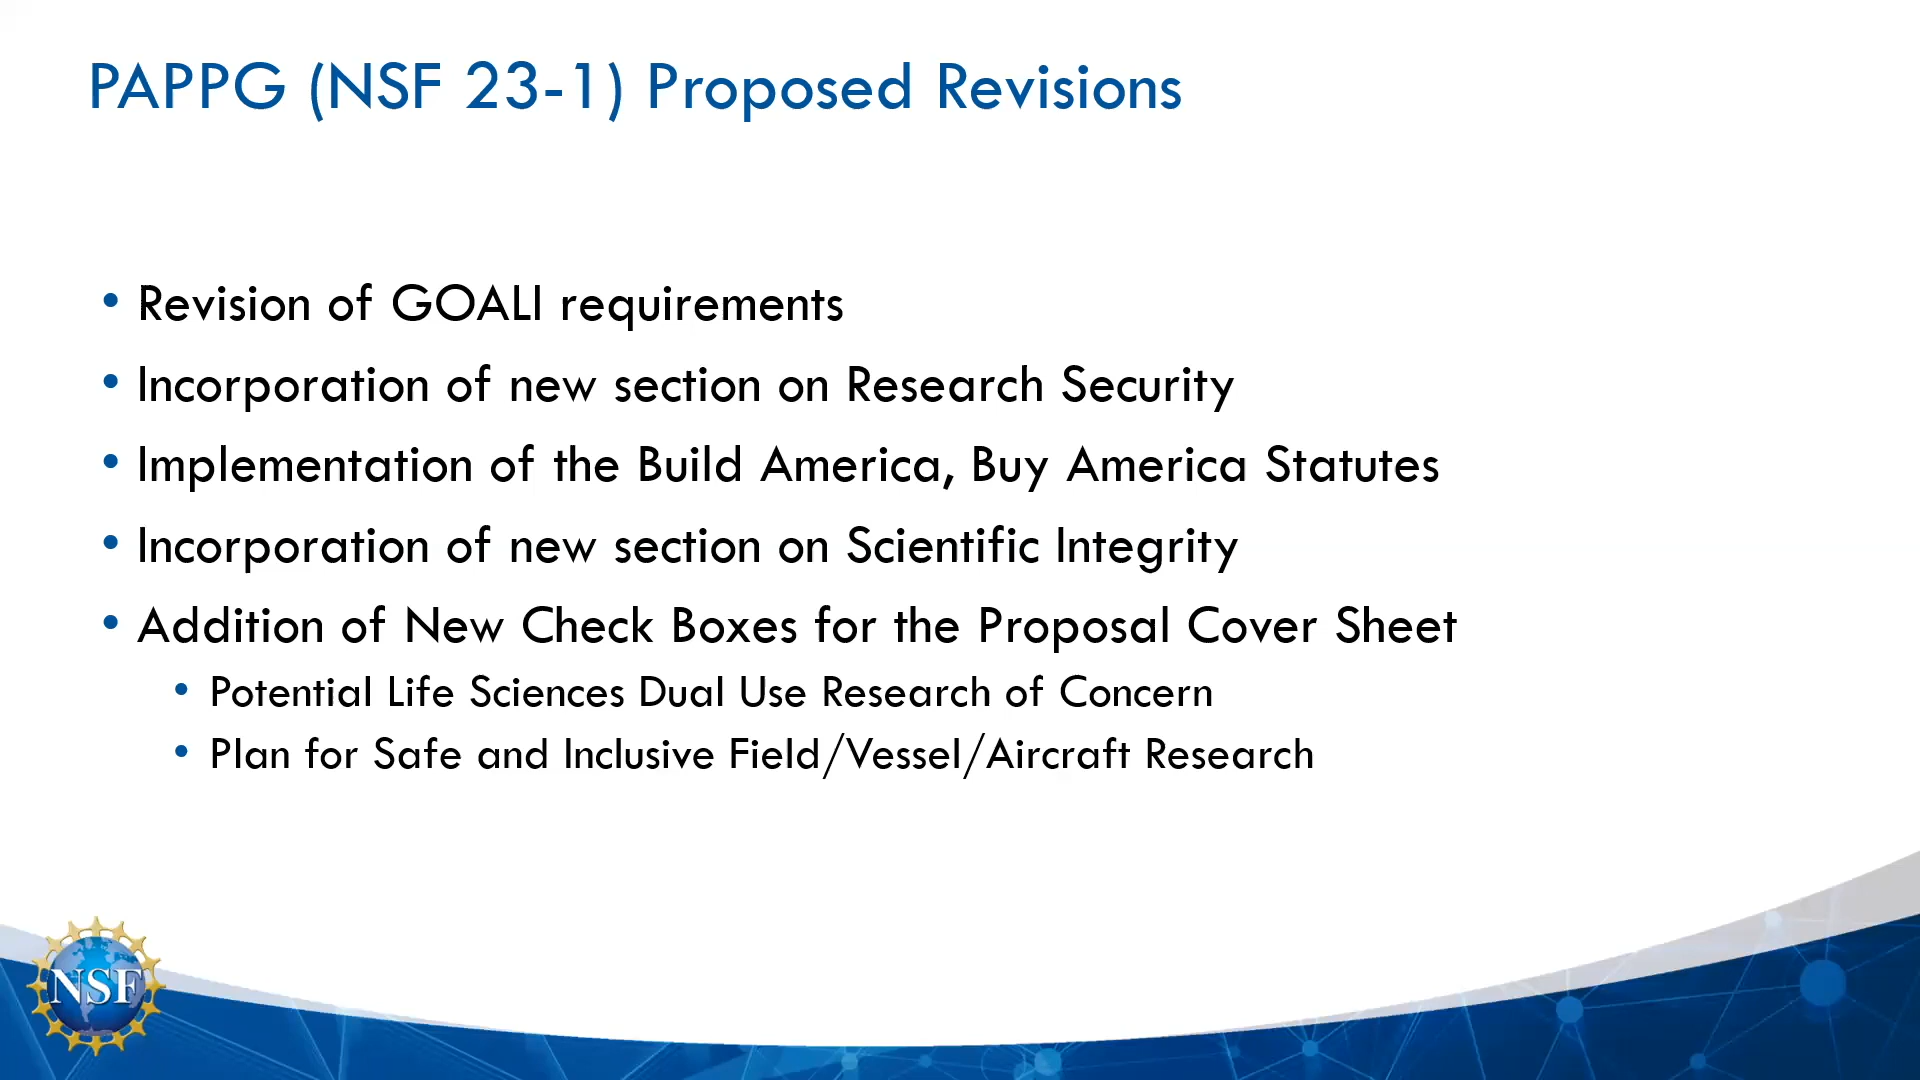 PAPPG (NSF 23-1) Proposed Revisions
• Revision of GOALI requirements
• Incorporation of new section on Research Security
• Implementation of the Build America, Buy America Statutes
• Incorporation of new section on Scientific Integrity
• Addition of New Check Boxes for the Proposal Cover Sheet
• Potential Life Sciences Dual Use Research of Concern
• Plan for Safe and Inclusive Field/Vessel/Aircraft Research
NSF